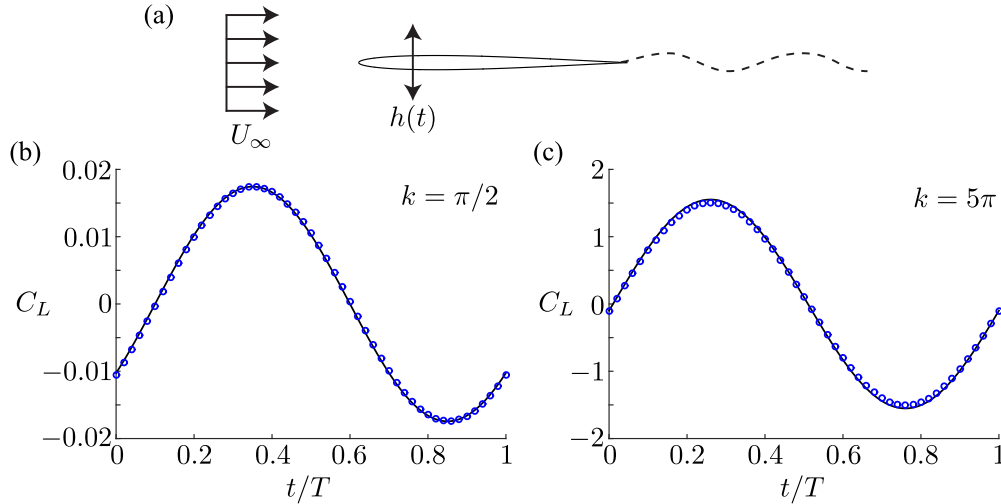 (a)
U∞
h(t)
(b)
0.02
0.01
0
−0.01
−0.02
C_L
k = π/2
0 0.2 0.4 0.6 0.8 1
t/T
(c)
2
1
0
−1
−2
C_L
k = 5π
0 0.2 0.4 0.6 0.8 1
t/T